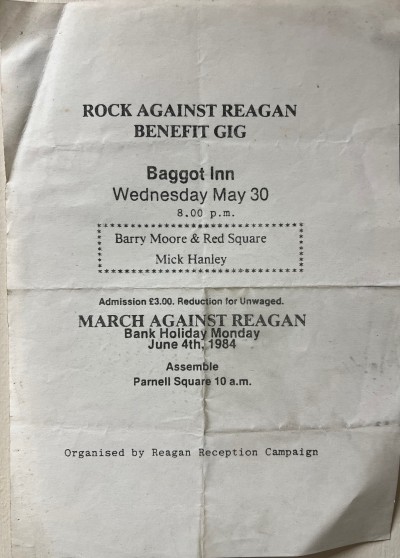 ROCK AGAINST REAGAN
BENEFIT GIG
Baggot Inn
Wednesday May 30
8.00 p.m.
Barry Moore & Red Square
Mick Hanley
Admission £3.00. Reduction for Unwaged.
MARCH AGAINST REAGAN
Bank Holiday Monday
June 4th, 1984
Assemble
Parnell Square 10 a.m.
Organised by Reagan Reception Campaign